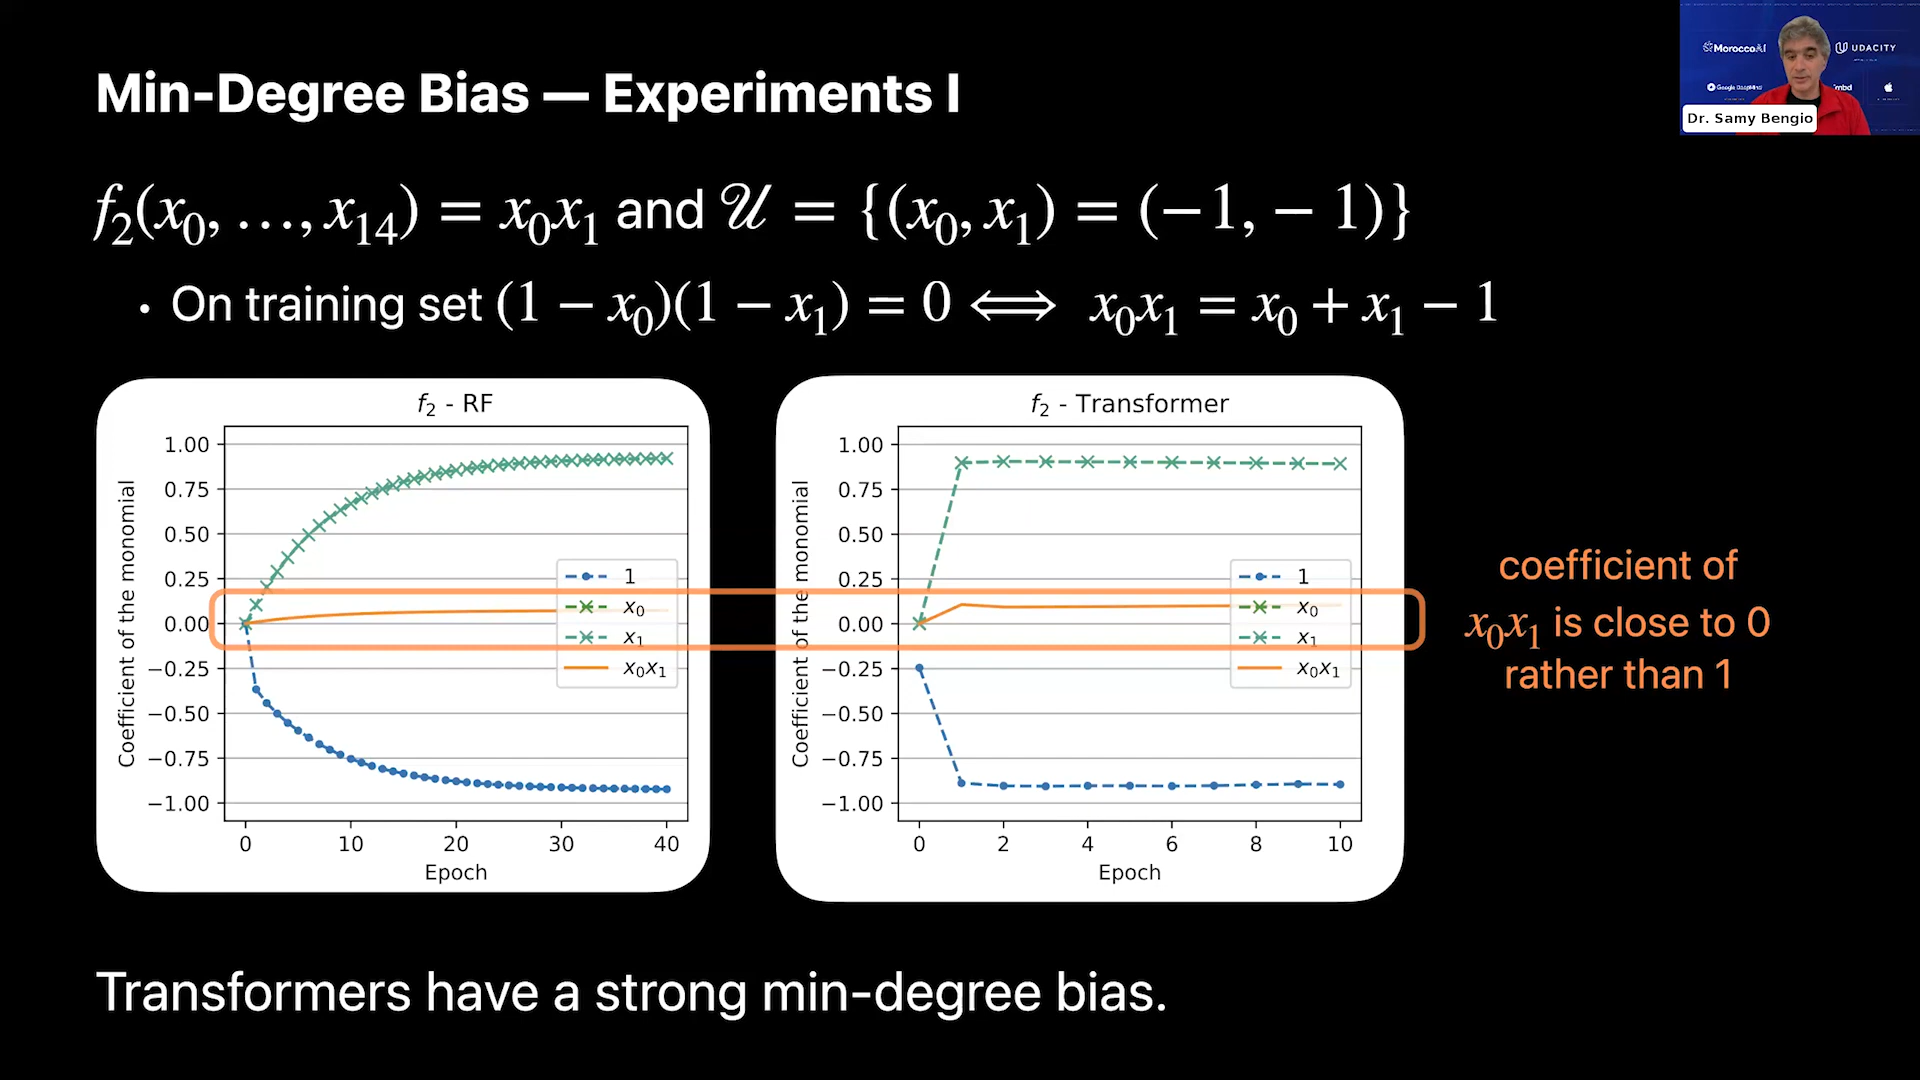 Min-Degree Bias — Experiments I
MoroccoAI
UDACITY
Google DeepMind
Dr. Samy Bengio
f₂(x₀, …, x₁₄) = x₀x₁ and 𝒰 = {(x₀, x₁) = (−1, − 1)}
• On training set (1 − x₀)(1 − x₁) = 0 ⟺ x₀x₁ = x₀ + x₁ − 1
f₂ - RF
Coefficient of the monomial
1.00
0.75
0.50
0.25
0.00
−0.25
−0.50
−0.75
−1.00
1
x₀
x₁
x₀x₁
0 10 20 30 40
Epoch
f₂ - Transformer
Coefficient of the monomial
1.00
0.75
0.50
0.25
0.00
−0.25
−0.50
−0.75
−1.00
1
x₀
x₁
x₀x₁
0 2 4 6 8 10
Epoch
coefficient of
x₀x₁ is close to 0
rather than 1
Transformers have a strong min-degree bias.